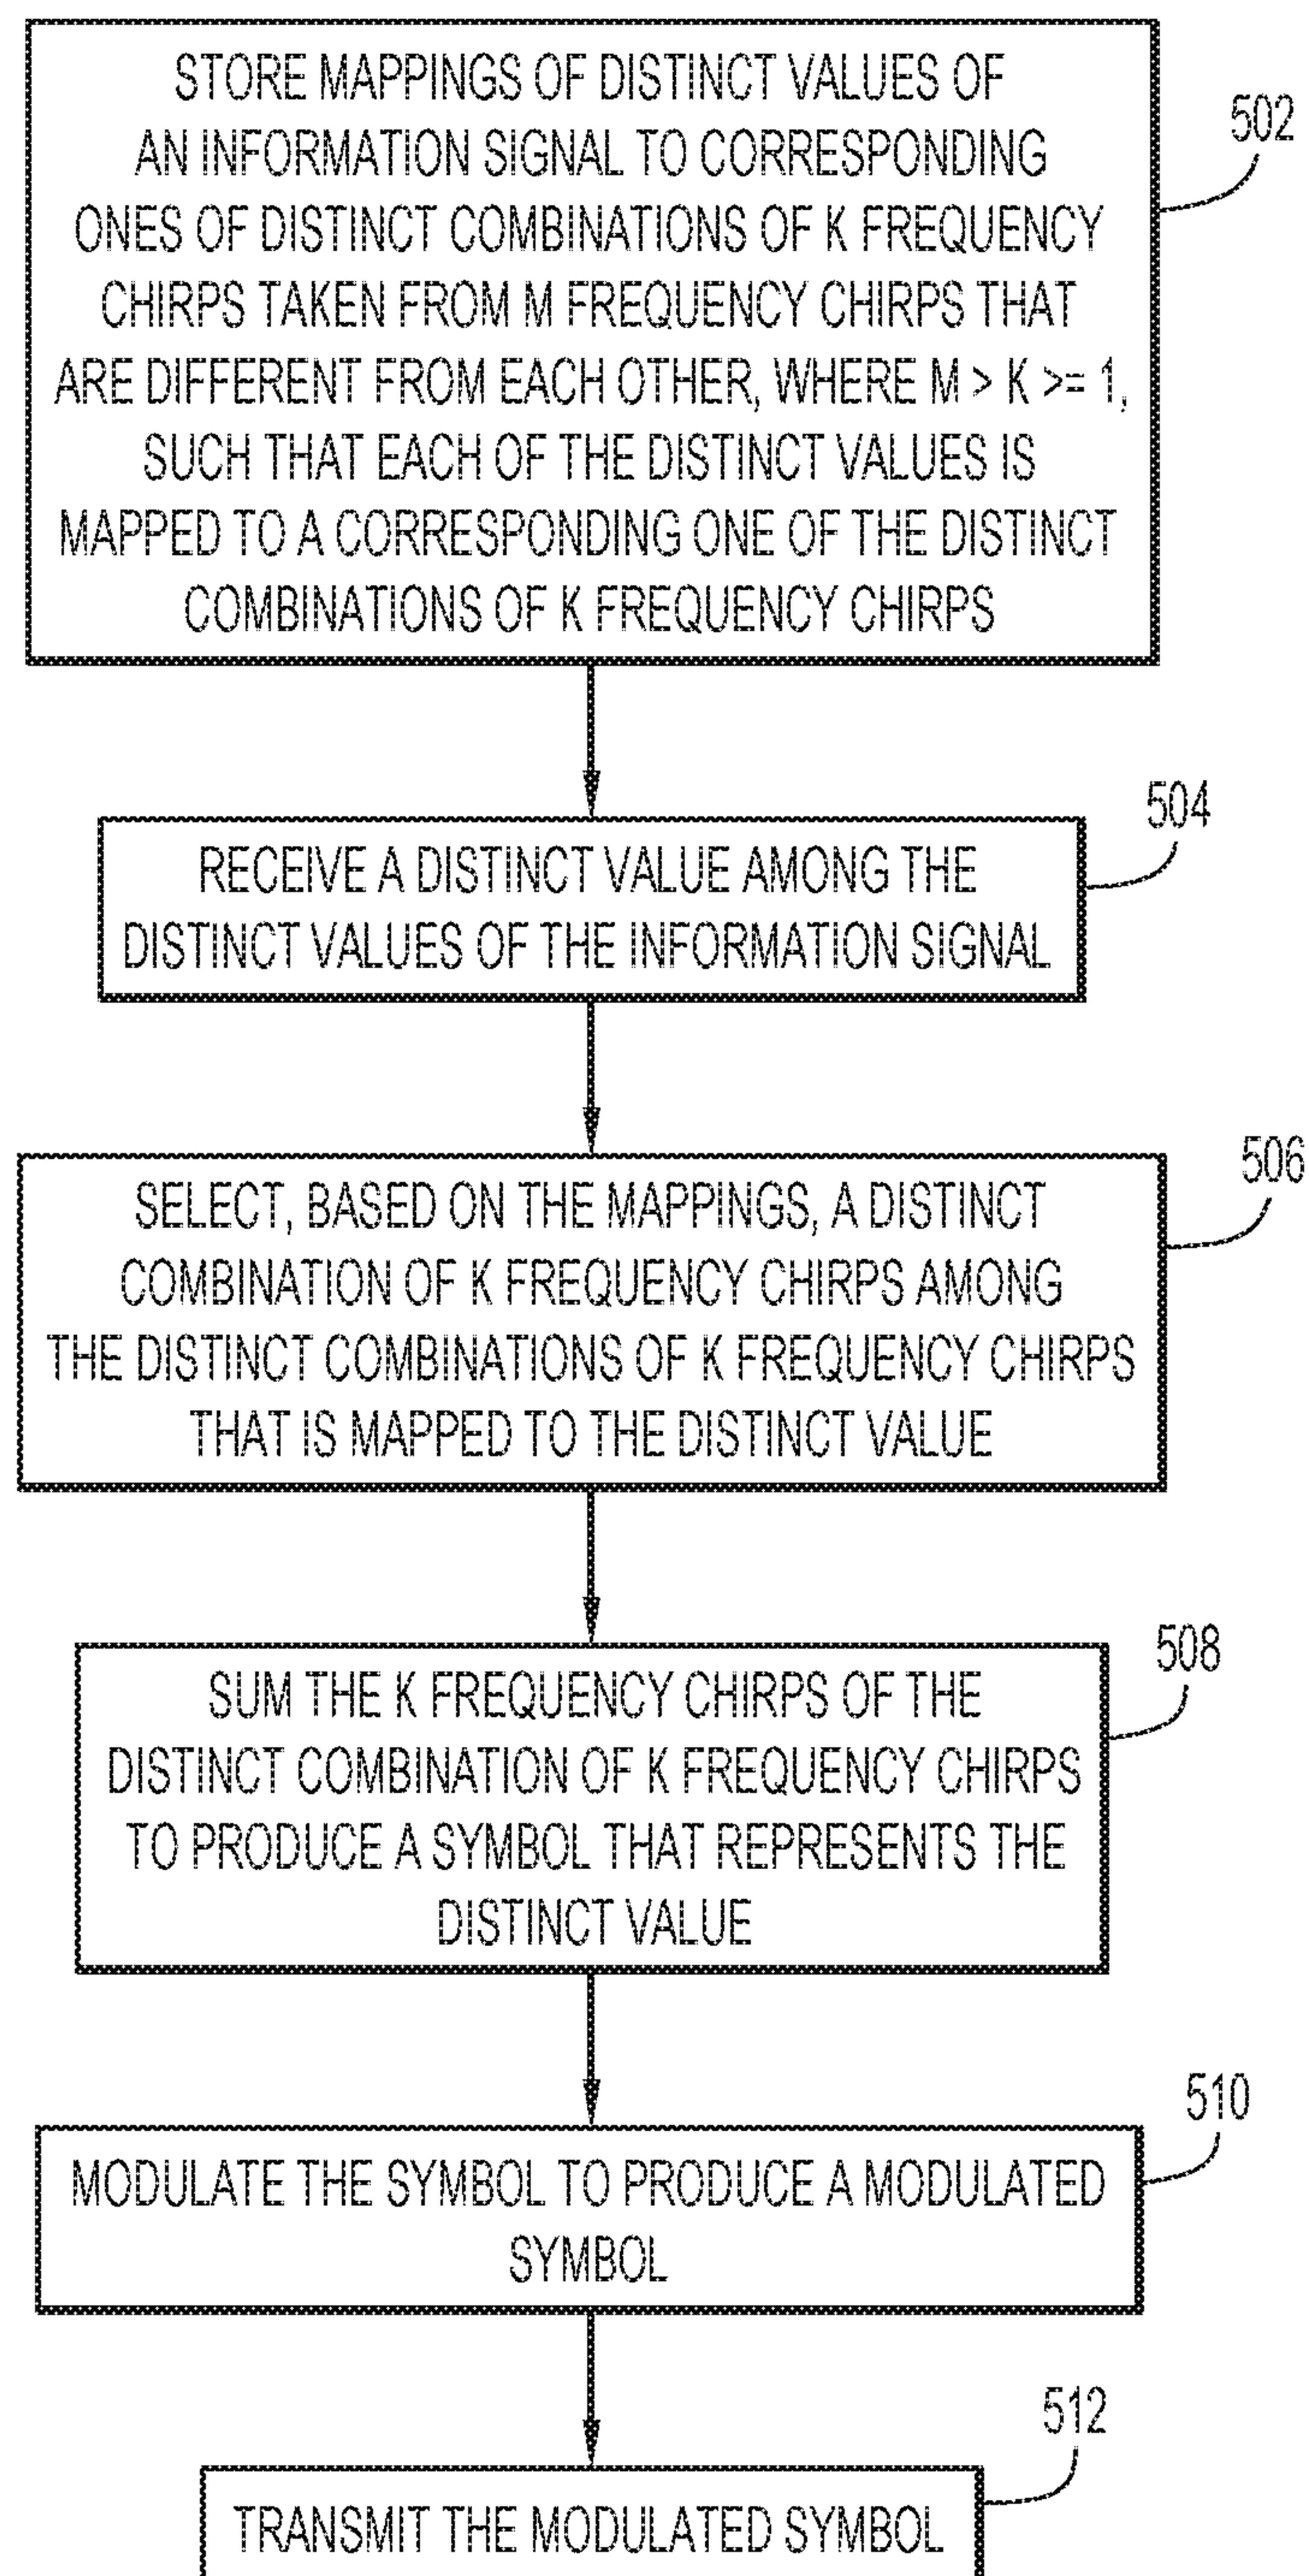 STORE MAPPINGS OF DISTINCT VALUES OF
AN INFORMATION SIGNAL TO CORRESPONDING
ONES OF DISTINCT COMBINATIONS OF K FREQUENCY
CHIRPS TAKEN FROM M FREQUENCY CHIRPS THAT
ARE DIFFERENT FROM EACH OTHER, WHERE M > K >= 1,
SUCH THAT EACH OF THE DISTINCT VALUES IS
MAPPED TO A CORRESPONDING ONE OF THE DISTINCT
COMBINATIONS OF K FREQUENCY CHIRPS
502
RECEIVE A DISTINCT VALUE AMONG THE
DISTINCT VALUES OF THE INFORMATION SIGNAL
504
SELECT, BASED ON THE MAPPINGS, A DISTINCT
COMBINATION OF K FREQUENCY CHIRPS AMONG
THE DISTINCT COMBINATIONS OF K FREQUENCY CHIRPS
THAT IS MAPPED TO THE DISTINCT VALUE
506
SUM THE K FREQUENCY CHIRPS OF THE
DISTINCT COMBINATION OF K FREQUENCY CHIRPS
TO PRODUCE A SYMBOL THAT REPRESENTS THE
DISTINCT VALUE
508
MODULATE THE SYMBOL TO PRODUCE A MODULATED
SYMBOL
510
TRANSMIT THE MODULATED SYMBOL
512